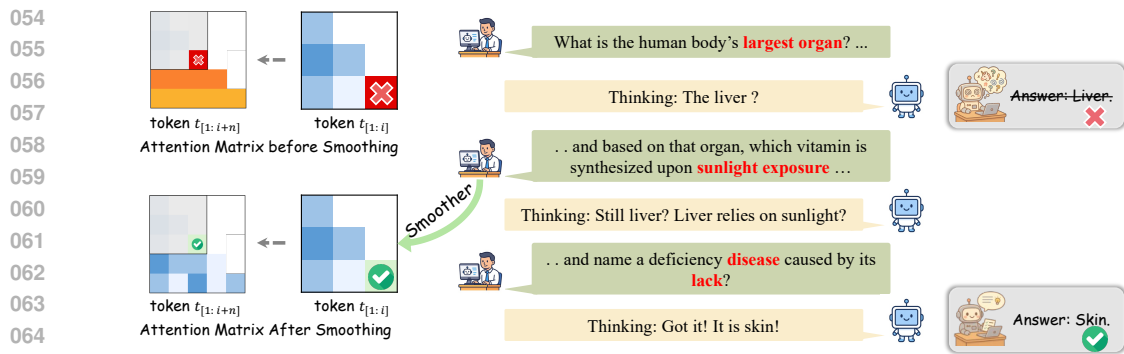 054
055
056
057
058
059
060
061
062
063
064
token t[1: i+n]
token t[1: i]
Attention Matrix before Smoothing
Smoother
token t[1: i+n]
token t[1: i]
Attention Matrix After Smoothing
What is the human body's largest organ? ...
Thinking: The liver ?
Answer: Liver.
. . and based on that organ, which vitamin is
synthesized upon sunlight exposure …
Thinking: Still liver? Liver relies on sunlight?
. . and name a deficiency disease caused by its
lack?
Thinking: Got it! It is skin!
Answer: Skin.